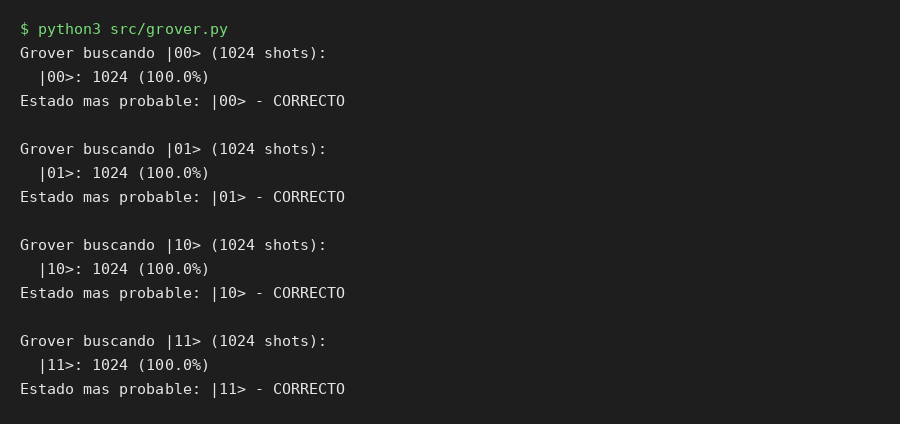 $ python3 src/grover.py
Grover buscando |00> (1024 shots):
  |00>: 1024 (100.0%)
Estado mas probable: |00> - CORRECTO

Grover buscando |01> (1024 shots):
  |01>: 1024 (100.0%)
Estado mas probable: |01> - CORRECTO

Grover buscando |10> (1024 shots):
  |10>: 1024 (100.0%)
Estado mas probable: |10> - CORRECTO

Grover buscando |11> (1024 shots):
  |11>: 1024 (100.0%)
Estado mas probable: |11> - CORRECTO